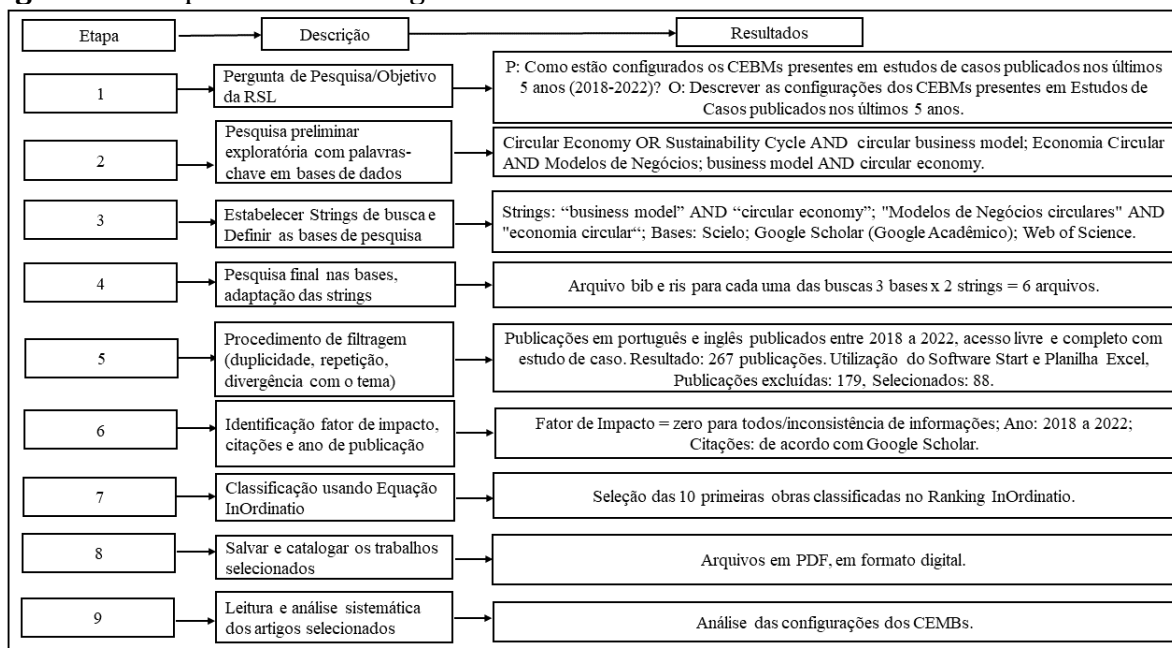 Etapa
Descrição
Resultados
1
Pergunta de Pesquisa/Objetivo
da RSL
P: Como estão configurados os CEBMs presentes em estudos de casos publicados nos últimos
5 anos (2018-2022)? O: Descrever as configurações dos CEBMs presentes em Estudos de
Casos publicados nos últimos 5 anos.
2
Pesquisa preliminar
exploratória com palavras-
chave em bases de dados
Circular Economy OR Sustainability Cycle AND circular business model; Economia Circular
AND Modelos de Negócios; business model AND circular economy.
3
Estabelecer Strings de busca e
Definir as bases de pesquisa
Strings: “business model” AND “circular economy”; "Modelos de Negócios circulares" AND
"economia circular“; Bases: Scielo; Google Scholar (Google Acadêmico); Web of Science.
4
Pesquisa final nas bases,
adaptação das strings
Arquivo bib e ris para cada uma das buscas 3 bases x 2 strings = 6 arquivos.
5
Procedimento de filtragem
(duplicidade, repetição,
divergência com o tema)
Publicações em português e inglês publicados entre 2018 a 2022, acesso livre e completo com
estudo de caso. Resultado: 267 publicações. Utilização do Software Start e Planilha Excel,
Publicações excluídas: 179, Selecionados: 88.
6
Identificação fator de impacto,
citações e ano de publicação
Fator de Impacto = zero para todos/inconsistência de informações; Ano: 2018 a 2022;
Citações: de acordo com Google Scholar.
7
Classificação usando Equação
InOrdinatio
Seleção das 10 primeiras obras classificadas no Ranking InOrdinatio.
8
Salvar e catalogar os trabalhos
selecionados
Arquivos em PDF, em formato digital.
9
Leitura e análise sistemática
dos artigos selecionados
Análise das configurações dos CEMBs.